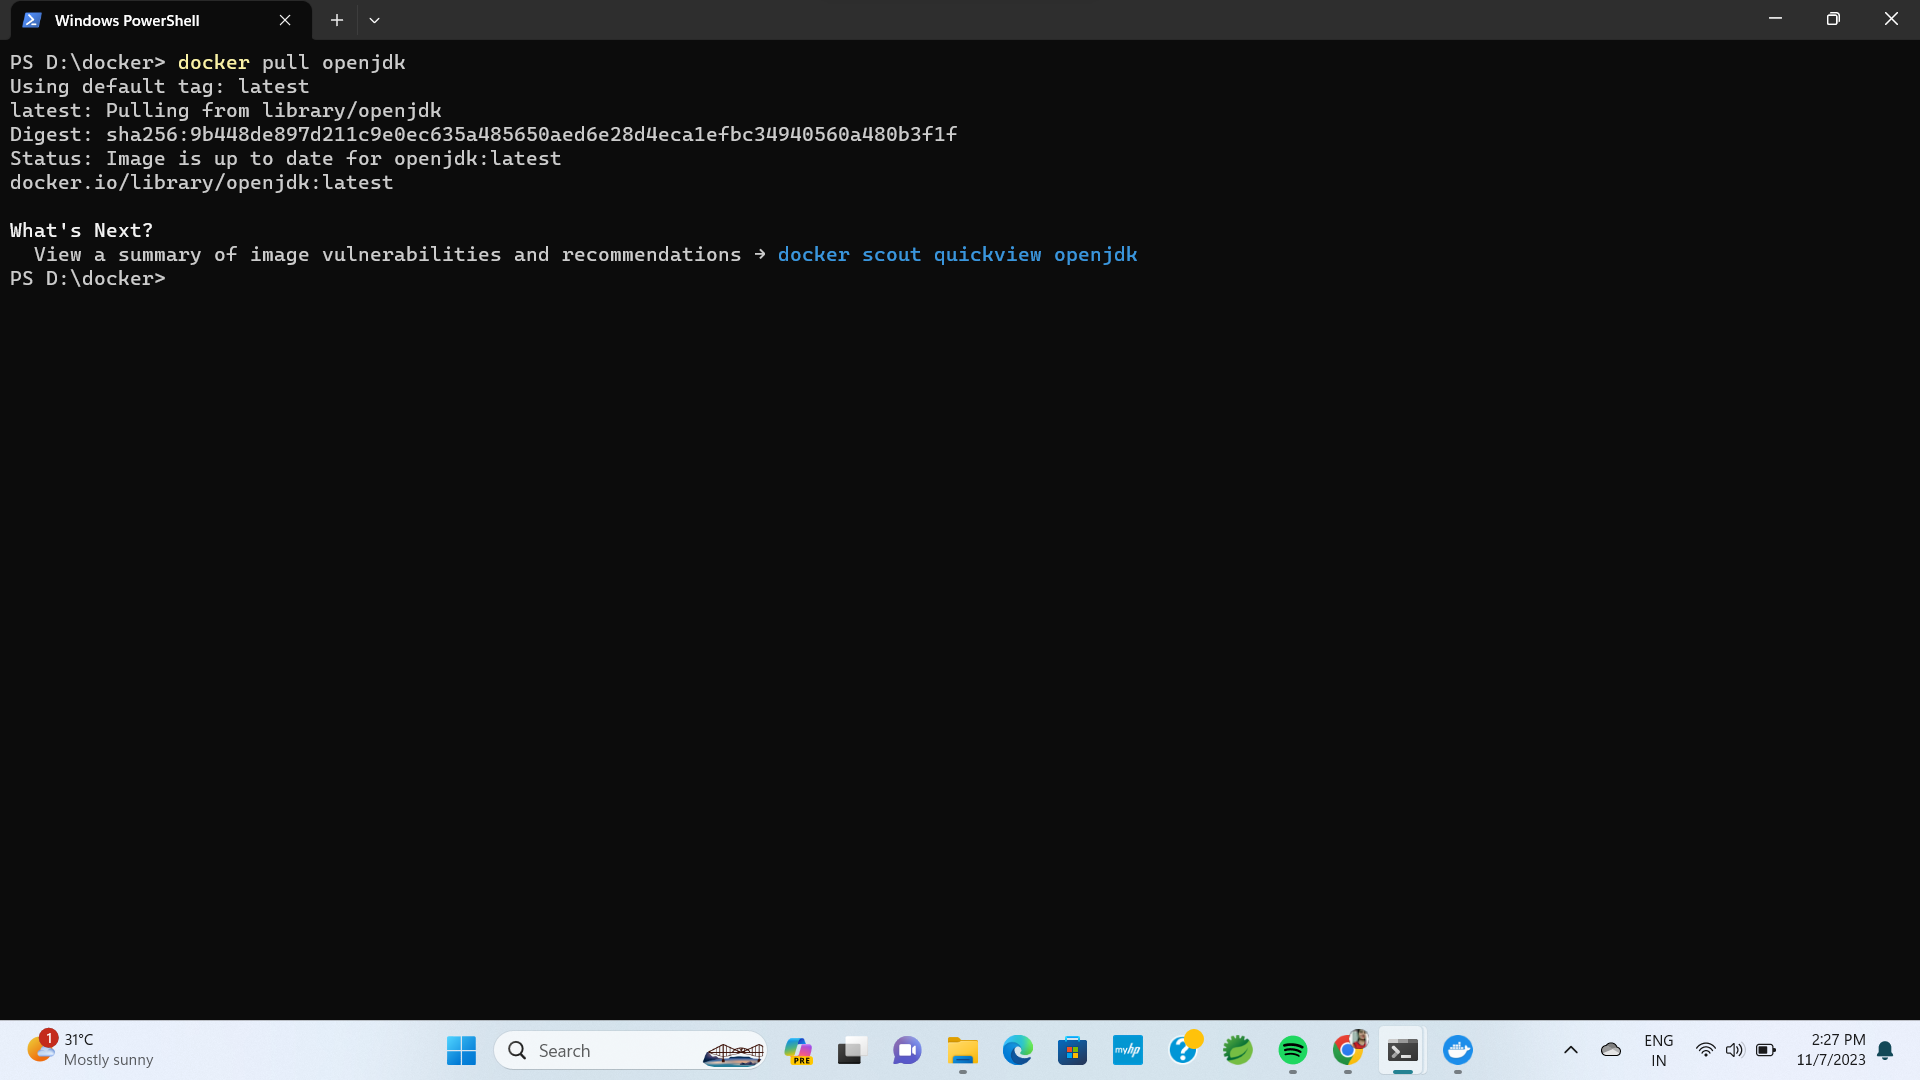 Windows PowerShell
PS D:\docker> docker pull openjdk
Using default tag: latest
latest: Pulling from library/openjdk
Digest: sha256:9b448de897d211c9e0ec635a485650aed6e28d4eca1efbc34940560a480b3f1f
Status: Image is up to date for openjdk:latest
docker.io/library/openjdk:latest
What's Next?
  View a summary of image vulnerabilities and recommendations → docker scout quickview openjdk
PS D:\docker>
1
31°C
Mostly sunny
Search
PRE
myhp
ENG
IN
2:27 PM
11/7/2023